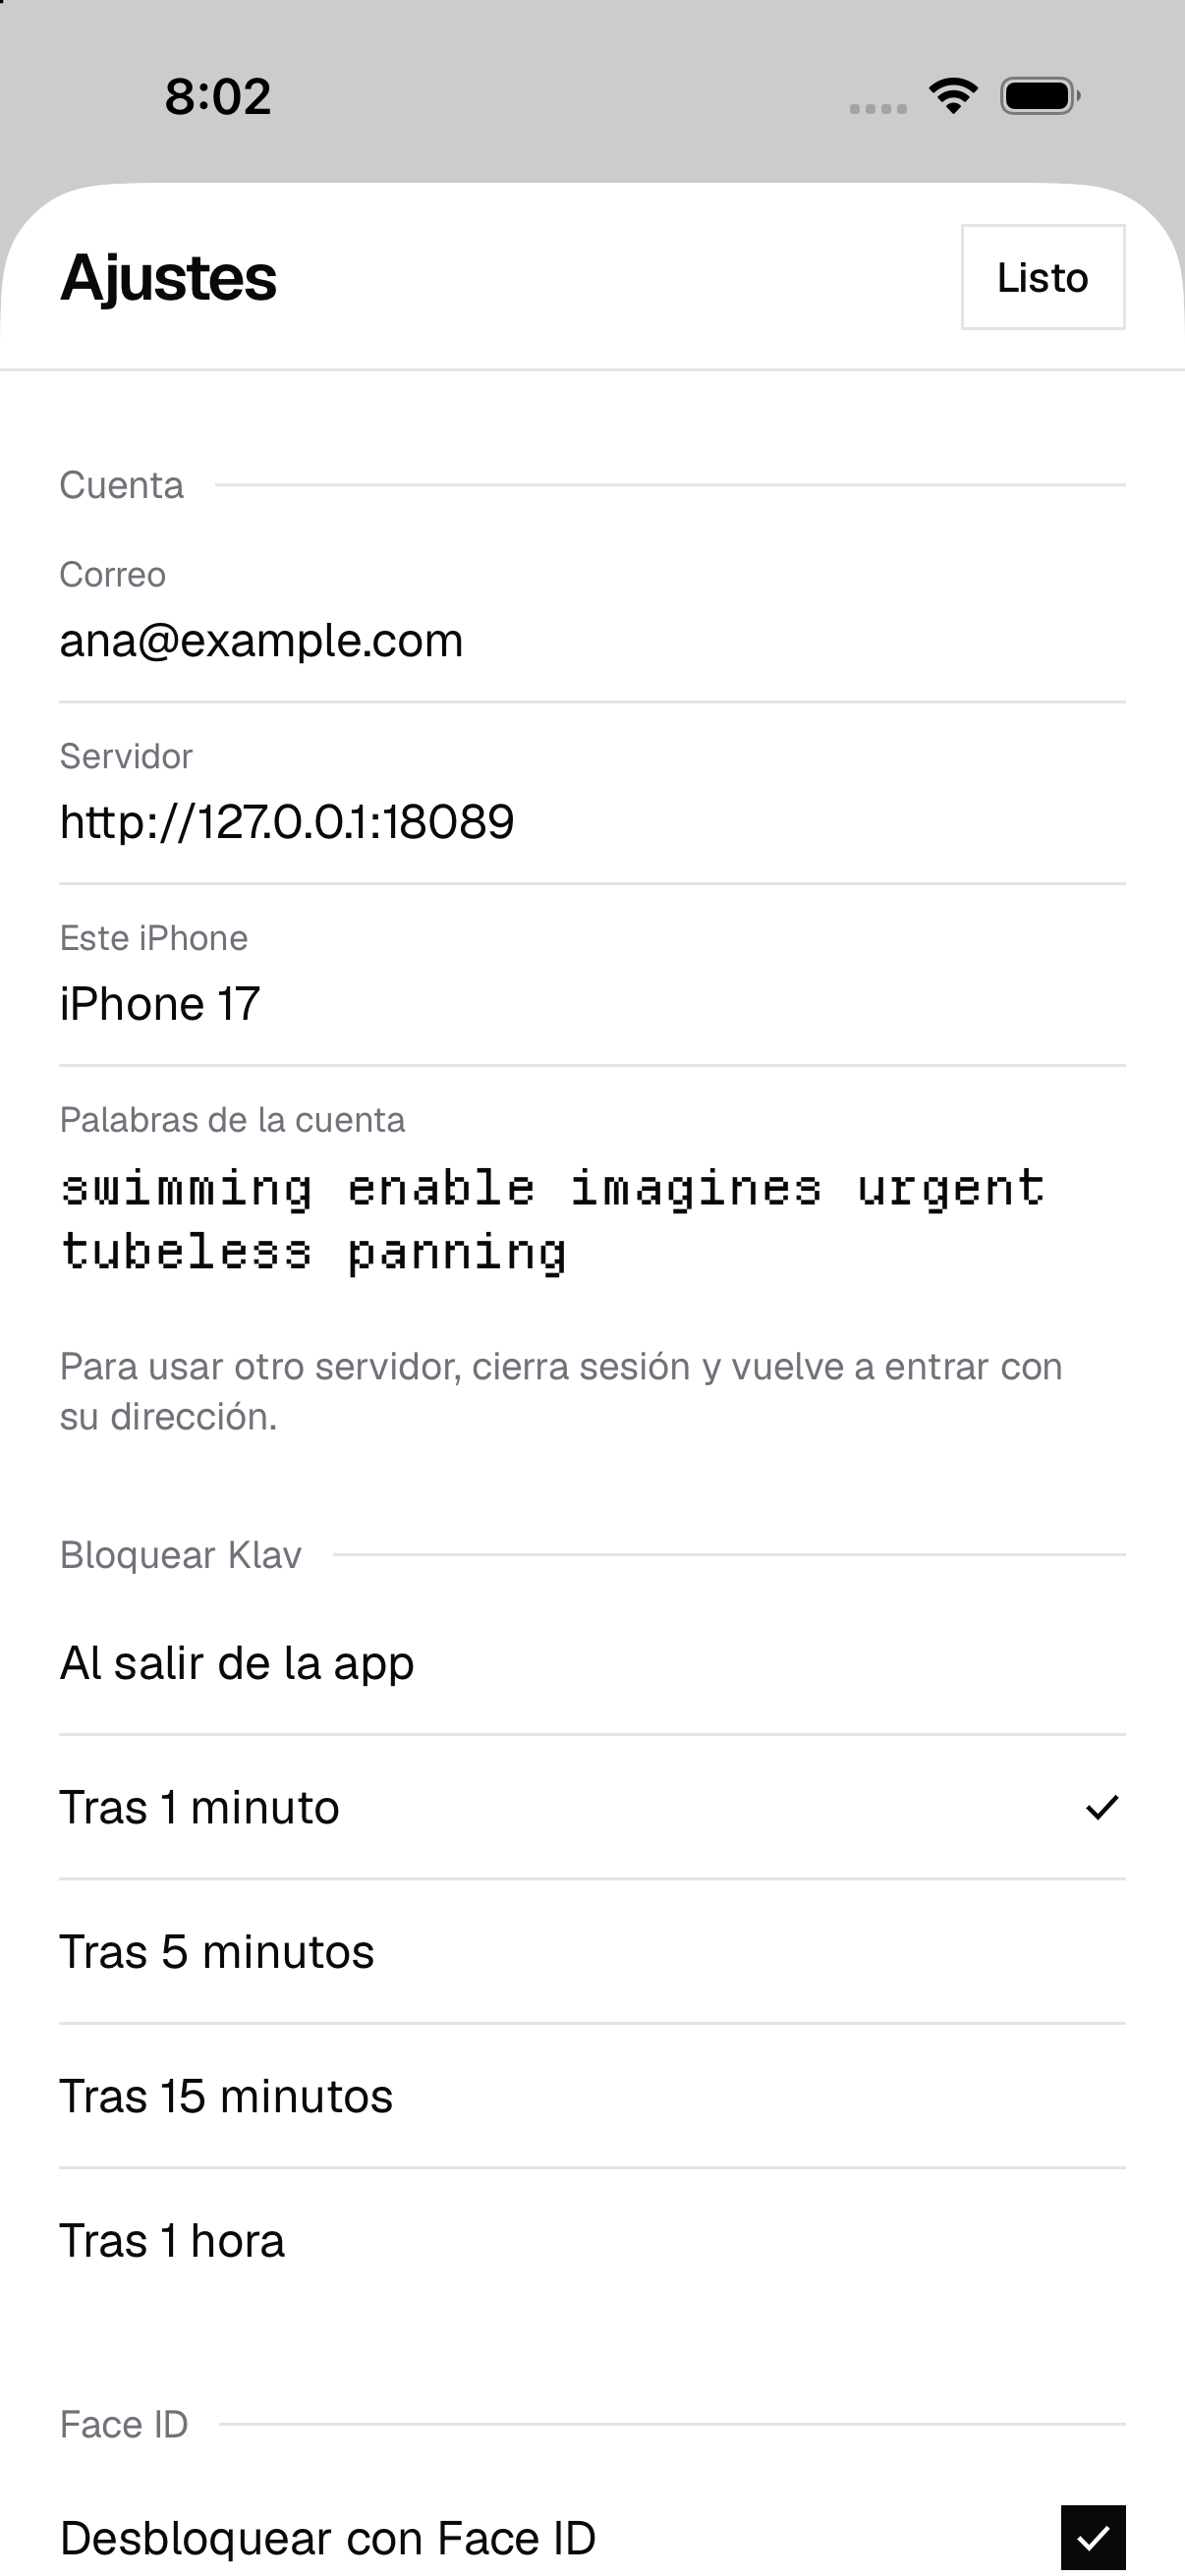 8:02
Ajustes
Listo
Cuenta
Correo
ana@example.com
Servidor
http://127.0.0.1:18089
Este iPhone
iPhone 17
Palabras de la cuenta
swimming enable imagines urgent
tubeless panning
Para usar otro servidor, cierra sesión y vuelve a entrar con
su dirección.
Bloquear Klav
Al salir de la app
Tras 1 minuto
Tras 5 minutos
Tras 15 minutos
Tras 1 hora
Face ID
Desbloquear con Face ID